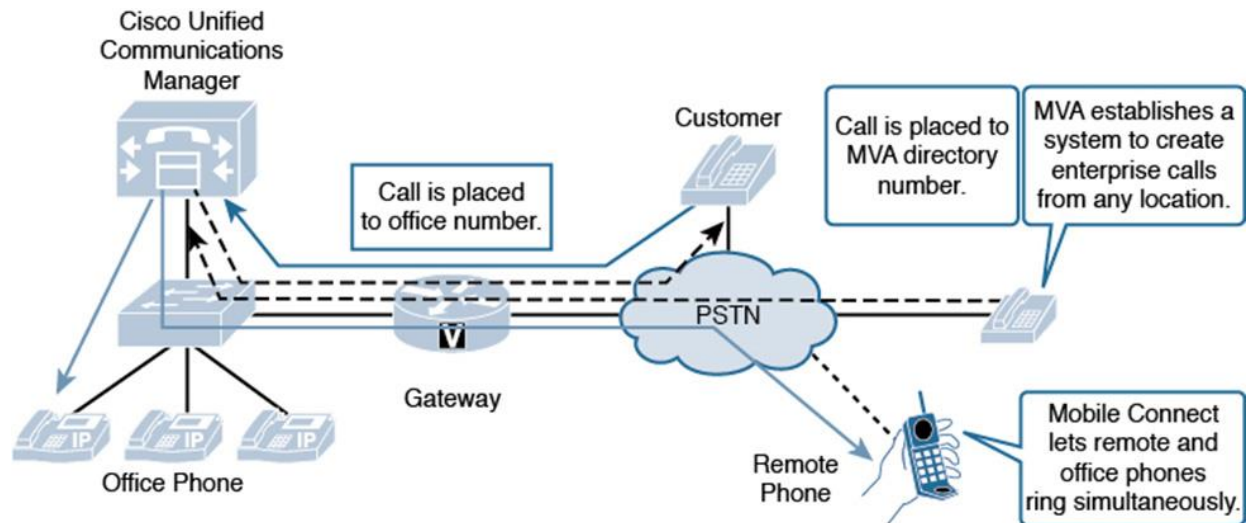 Cisco Unified
Communications
Manager
Customer
Call is placed
to office number.
Call is placed to
MVA directory
number.
MVA establishes a
system to create
enterprise calls
from any location.
PSTN
V
Gateway
IP
IP
IP
Office Phone
Remote
Phone
Mobile Connect
lets remote and
office phones
ring simultaneously.